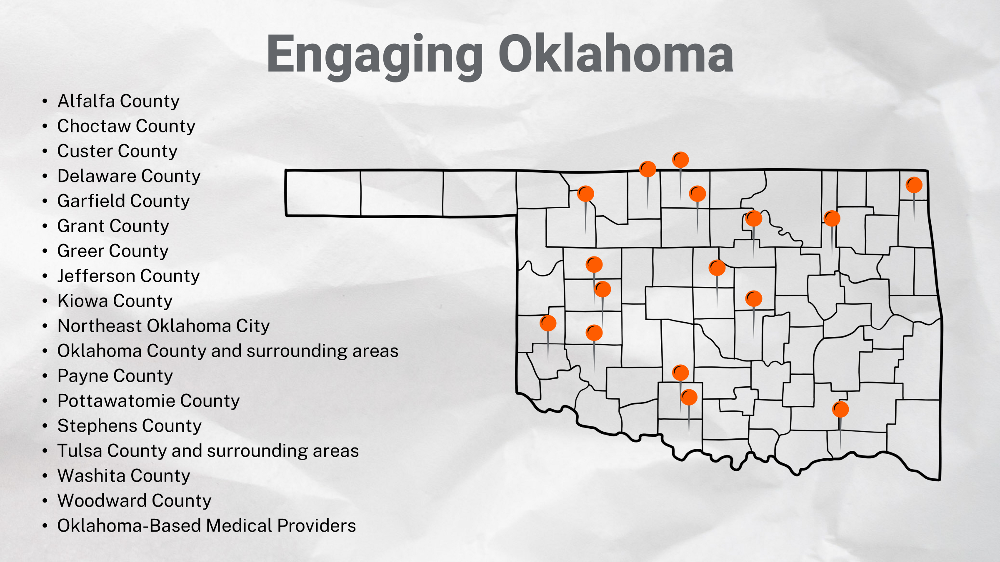 Engaging Oklahoma
• Alfalfa County
• Choctaw County
• Custer County
• Delaware County
• Garfield County
• Grant County
• Greer County
• Jefferson County
• Kiowa County
• Northeast Oklahoma City
• Oklahoma County and surrounding areas
• Payne County
• Pottawatomie County
• Stephens County
• Tulsa County and surrounding areas
• Washita County
• Woodward County
• Oklahoma-Based Medical Providers